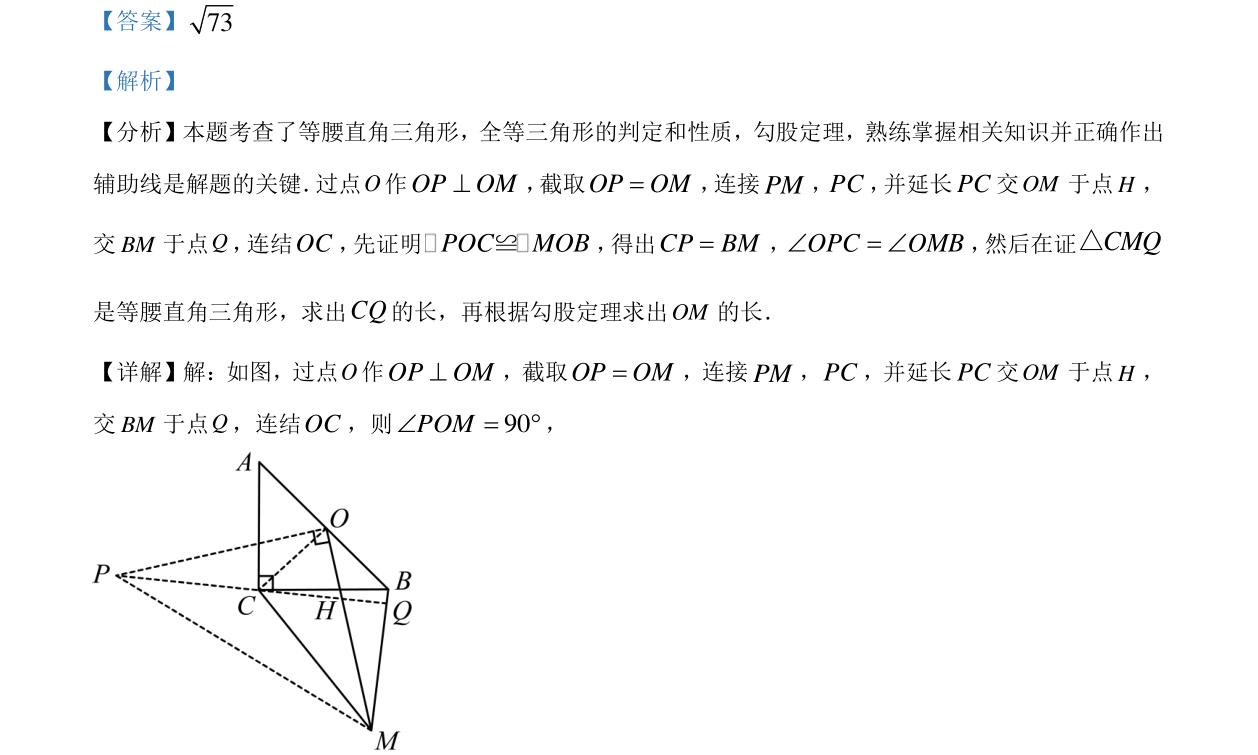 【答案】√73
【解析】
【分析】本题考查了等腰直角三角形，全等三角形的判定和性质，勾股定理，熟练掌握相关知识并正确作出
辅助线是解题的关键．过点O作OP⊥OM，截取OP=OM，连接PM，PC，并延长PC交OM于点H，
交BM于点Q，连结OC，先证明□POC≌□MOB，得出CP=BM，∠OPC=∠OMB，然后在证△CMQ
是等腰直角三角形，求出CQ的长，再根据勾股定理求出OM的长．
【详解】解：如图，过点O作OP⊥OM，截取OP=OM，连接PM，PC，并延长PC交OM于点H，
交BM于点Q，连结OC，则∠POM=90°，
A
O
P
B
C
H
Q
M